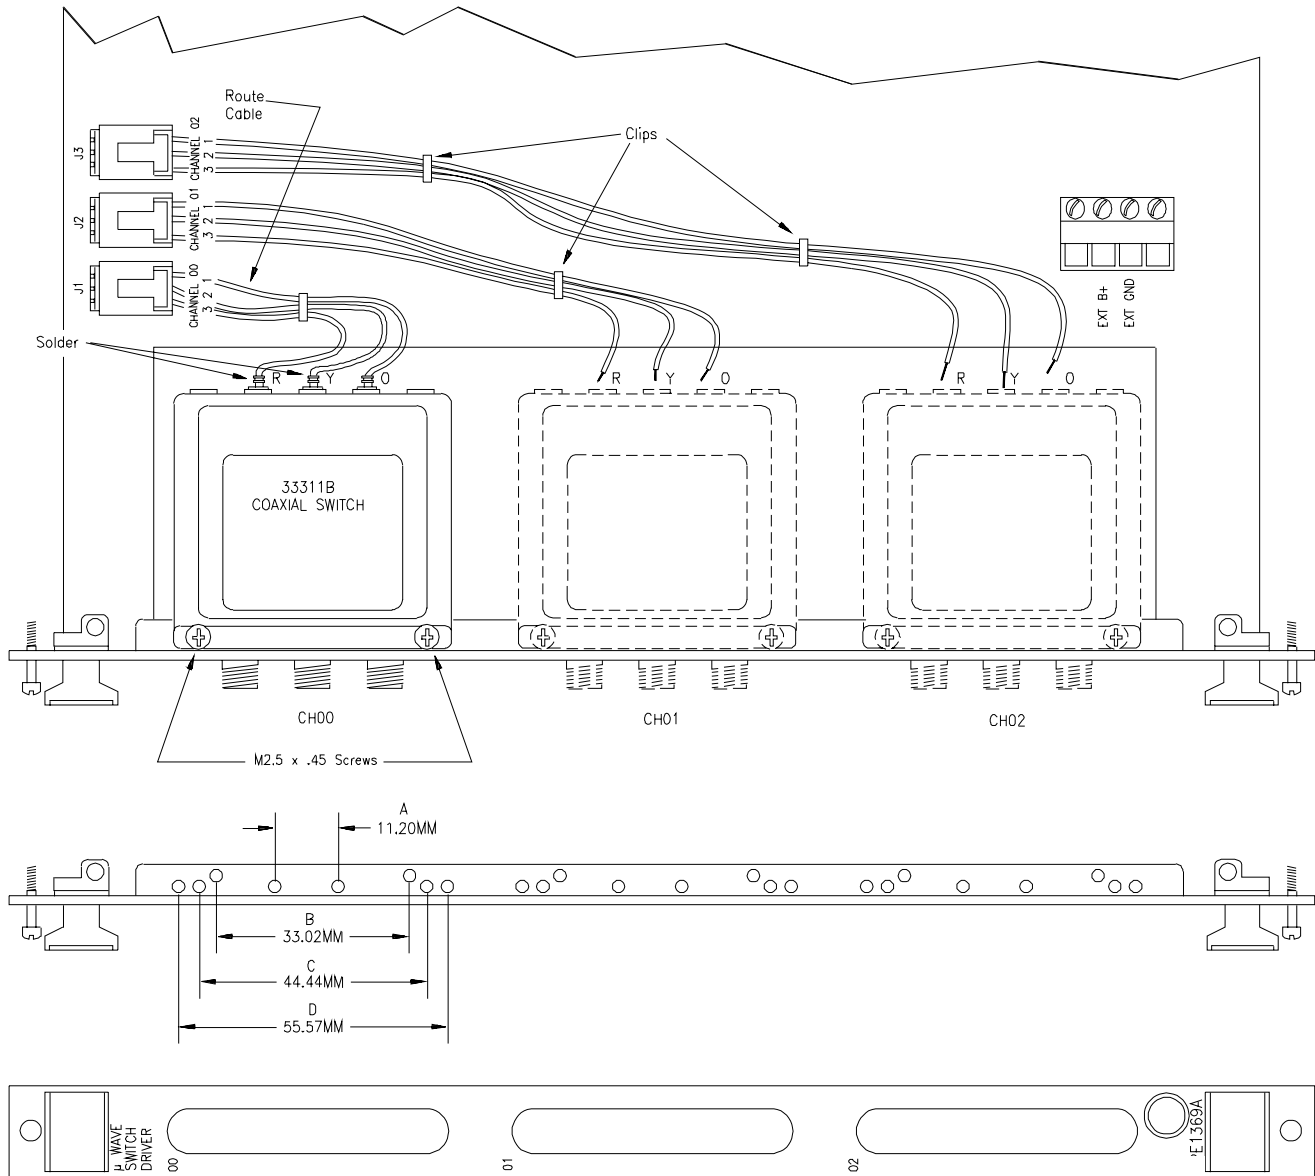 Route
Cable
Clips
J3
CHANNEL 02
1
2
3
J2
CHANNEL 01
1
2
3
J1
CHANNEL 00
1
2
3
EXT B+
EXT GND
Solder
R
Y
O
R
Y
O
R
Y
O
33311B
COAXIAL SWITCH
CH00
CH01
CH02
M2.5 x .45 Screws
A
11.20MM
B
33.02MM
C
44.44MM
D
55.57MM
µ WAVE
SWITCH
DRIVER
00
01
02
E1369A